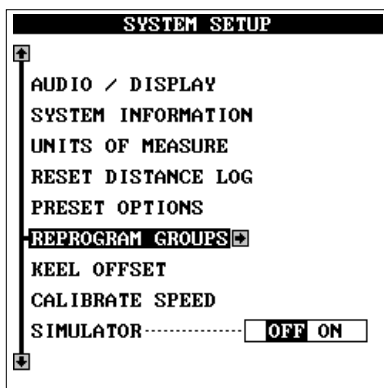 SYSTEM SETUP
AUDIO / DISPLAY
SYSTEM INFORMATION
UNITS OF MEASURE
RESET DISTANCE LOG
PRESET OPTIONS
REPROGRAM GROUPS
KEEL OFFSET
CALIBRATE SPEED
SIMULATOR OFF ON